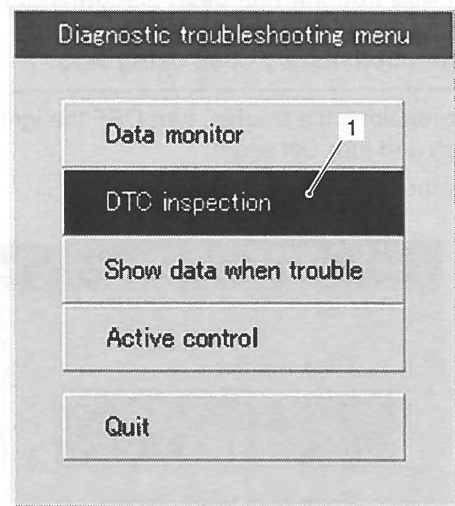 Diagnostic troubleshooting menu
Data monitor
1
DTC inspection
Show data when trouble
Active control
Quit